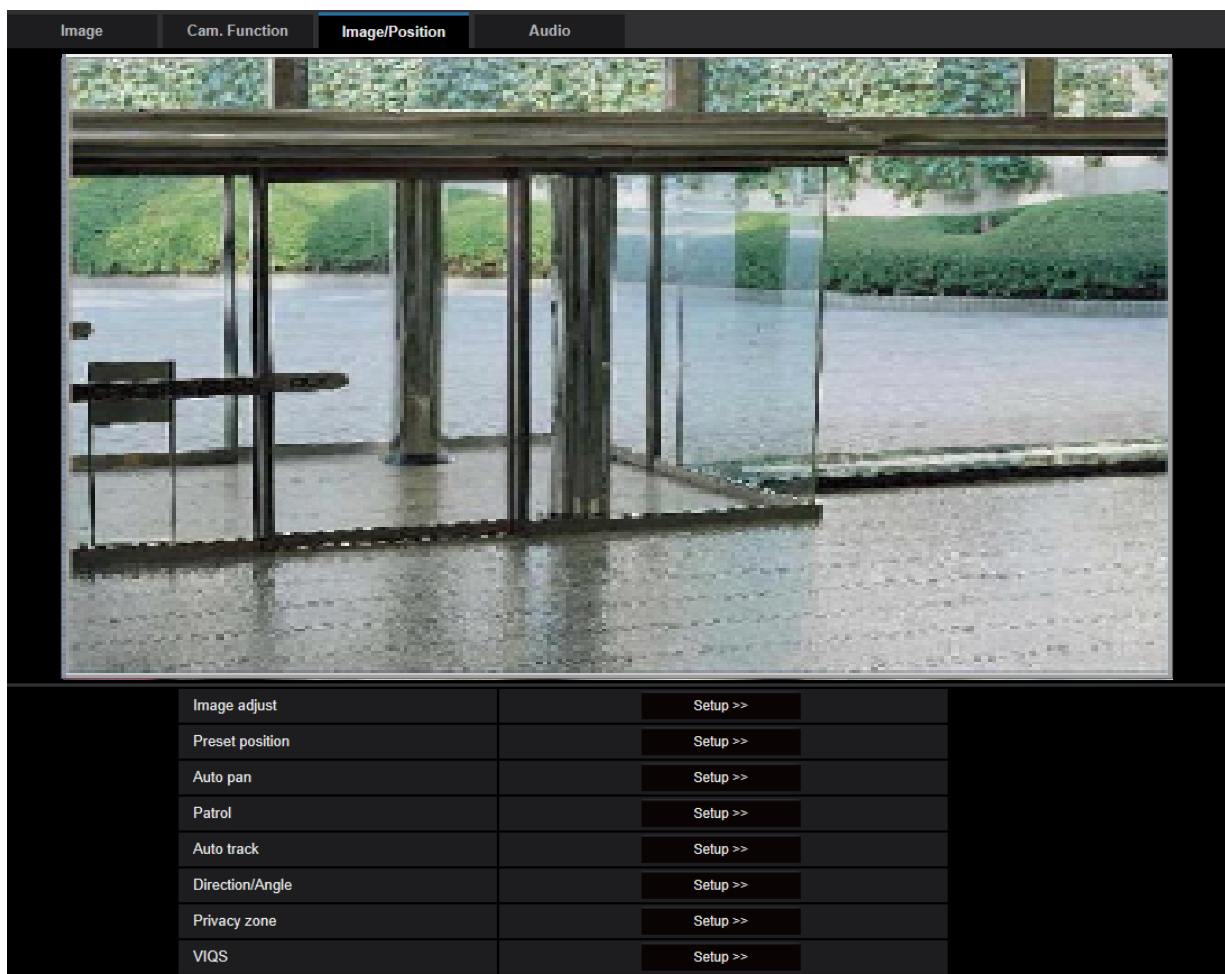 Image Cam. Function Image/Position Audio
Image adjust Setup >>
Preset position Setup >>
Auto pan Setup >>
Patrol Setup >>
Auto track Setup >>
Direction/Angle Setup >>
Privacy zone Setup >>
VIQS Setup >>